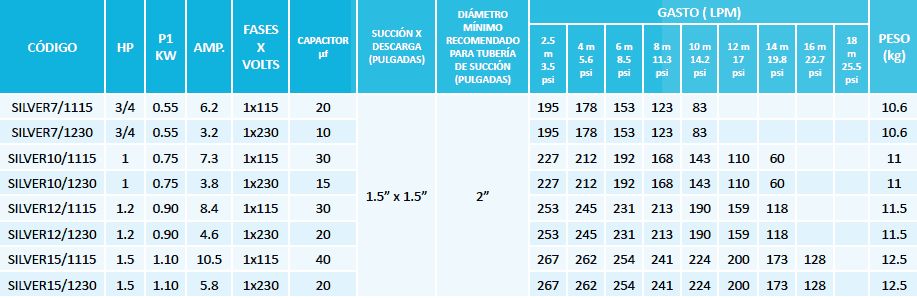 CÓDIGO HP P1 KW AMP. FASES X VOLTS CAPACITOR µf SUCCIÓN X DESCARGA (PULGADAS) DIÁMETRO MÍNIMO RECOMENDADO PARA TUBERÍA DE SUCCIÓN (PULGADAS) GASTO ( LPM) PESO (kg)
2.5 m 3.5 psi 4 m 5.6 psi 6 m 8.5 psi 8 m 11.3 psi 10 m 14.2 psi 12 m 17 psi 14 m 19.8 psi 16 m 22.7 psi 18 m 25.5 psi
SILVER7/1115 3/4 0.55 6.2 1x115 20 195 178 153 123 83 10.6
SILVER7/1230 3/4 0.55 3.2 1x230 10 195 178 153 123 83 10.6
SILVER10/1115 1 0.75 7.3 1x115 30 227 212 192 168 143 110 60 11
SILVER10/1230 1 0.75 3.8 1x230 15 227 212 192 168 143 110 60 11
1.5” x 1.5” 2”
SILVER12/1115 1.2 0.90 8.4 1x115 30 253 245 231 213 190 159 118 11.5
SILVER12/1230 1.2 0.90 4.6 1x230 20 253 245 231 213 190 159 118 11.5
SILVER15/1115 1.5 1.10 10.5 1x115 40 267 262 254 241 224 200 173 128 12.5
SILVER15/1230 1.5 1.10 5.8 1x230 20 267 262 254 241 224 200 173 128 12.5